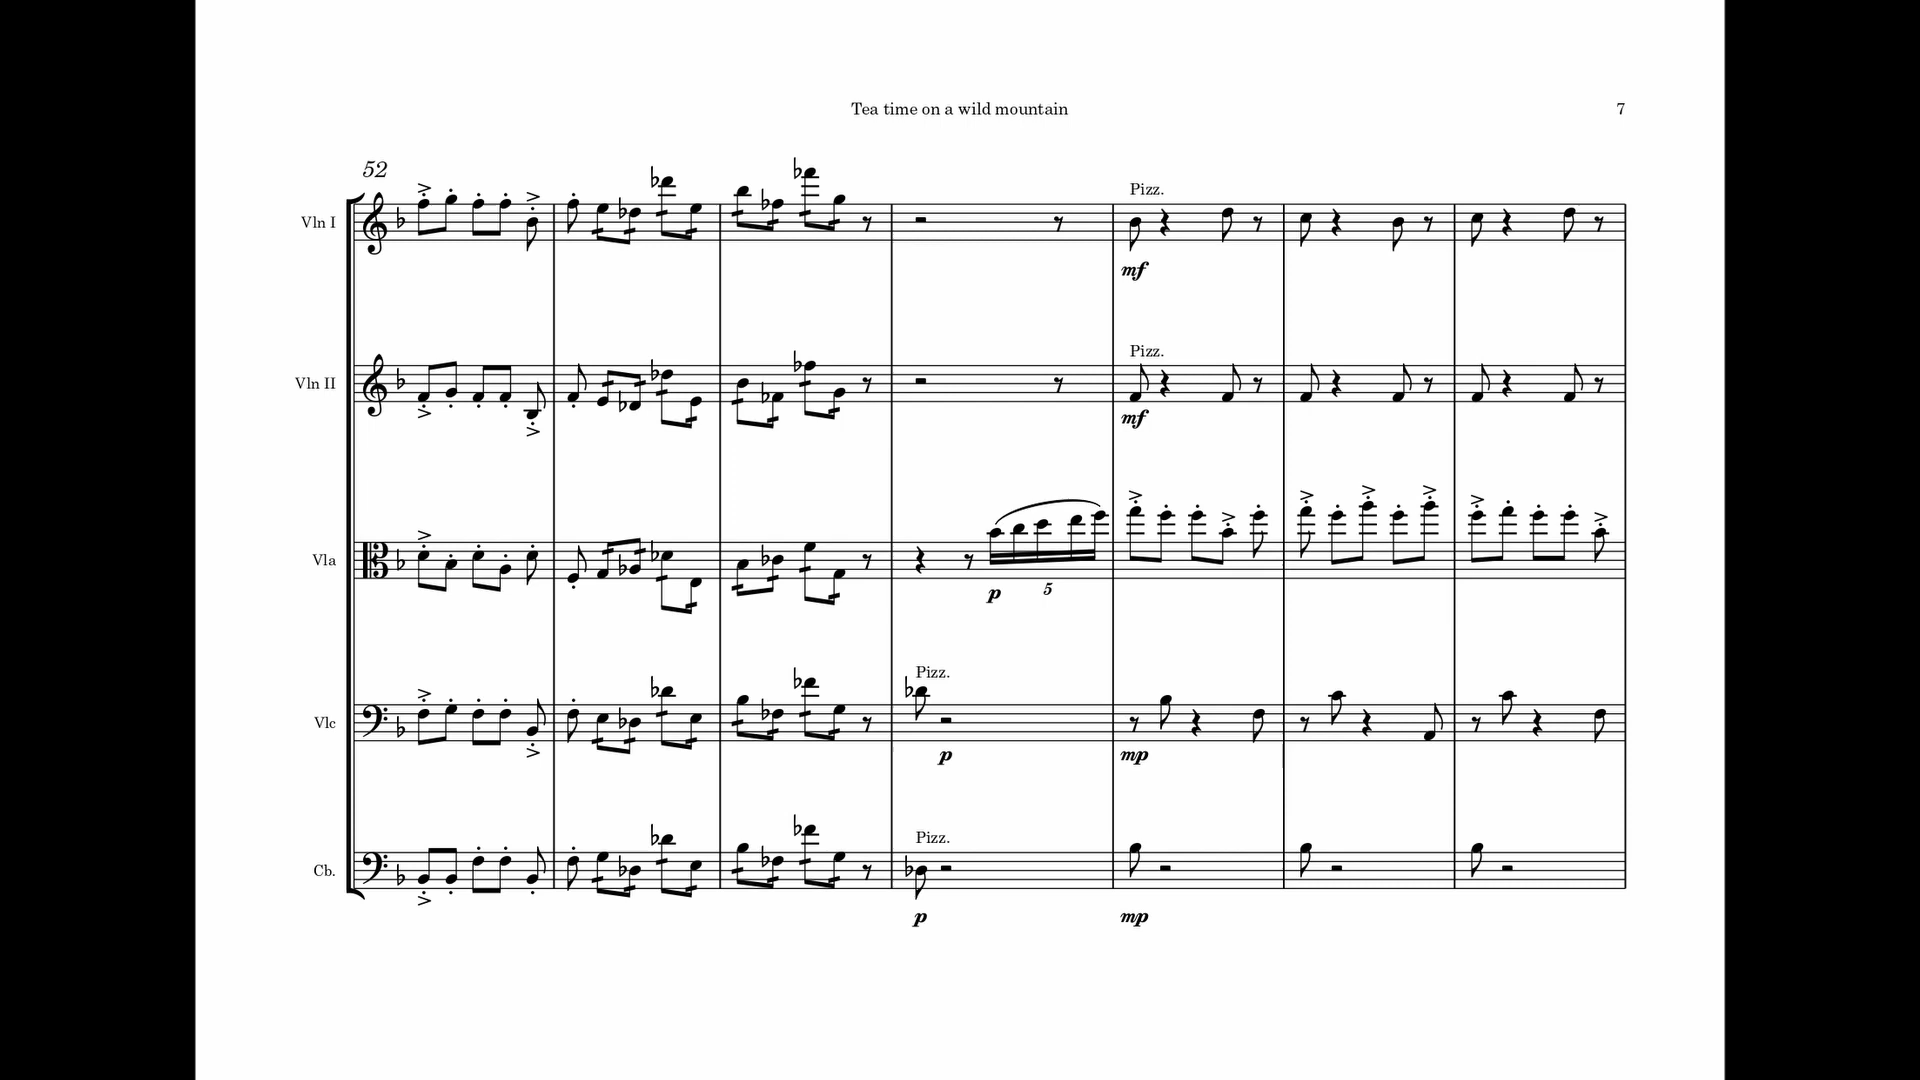 Tea time on a wild mountain 7
52
Pizz.
Vln I
mf
Pizz.
Vln II
mf
Vla
p 5
Pizz.
Vlc
p mp
Pizz.
Cb.
p mp